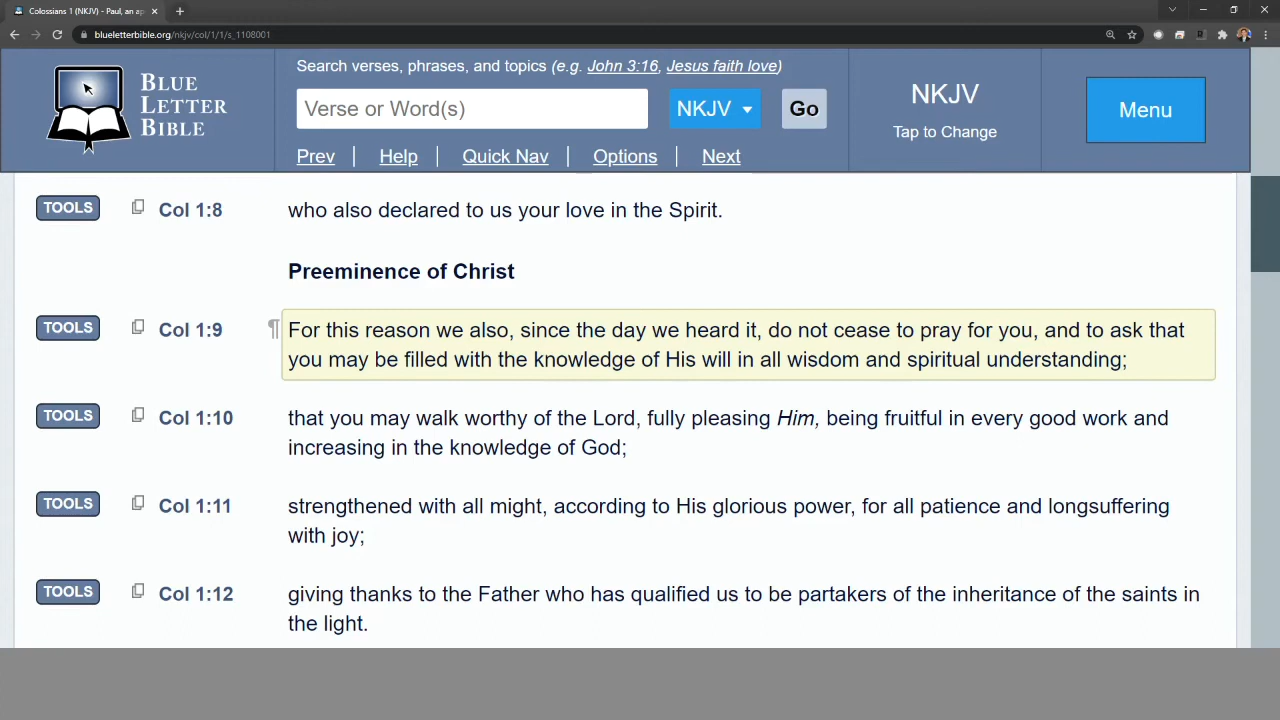 Colossians 1 (NKJV) - Paul, an ap
blueletterbible.org/nkjv/col/1/1/s_1108001
BLUE
LETTER
BIBLE
Search verses, phrases, and topics (e.g. John 3:16, Jesus faith love)
Verse or Word(s)
NKJV
Go
Prev | Help | Quick Nav | Options | Next
NKJV
Tap to Change
Menu
TOOLS Col 1:8 who also declared to us your love in the Spirit.
Preeminence of Christ
TOOLS Col 1:9 ¶ For this reason we also, since the day we heard it, do not cease to pray for you, and to ask that
you may be filled with the knowledge of His will in all wisdom and spiritual understanding;
TOOLS Col 1:10 that you may walk worthy of the Lord, fully pleasing Him, being fruitful in every good work and
increasing in the knowledge of God;
TOOLS Col 1:11 strengthened with all might, according to His glorious power, for all patience and longsuffering
with joy;
TOOLS Col 1:12 giving thanks to the Father who has qualified us to be partakers of the inheritance of the saints in
the light.